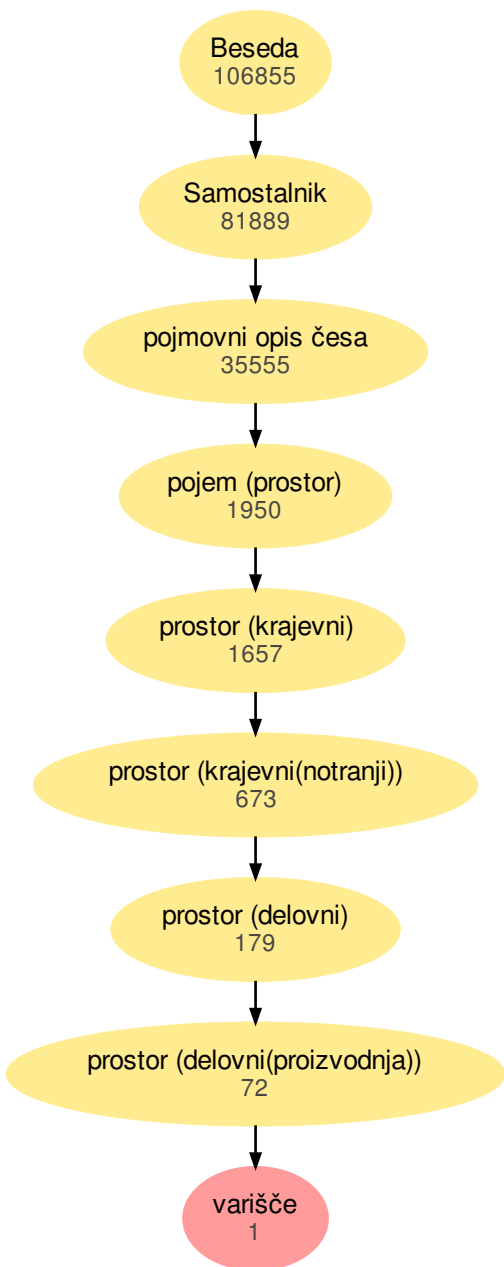 Beseda
106855
Samostalnik
81889
pojmovni opis česa
35555
pojem (prostor)
1950
prostor (krajevni)
1657
prostor (krajevni(notranji))
673
prostor (delovni)
179
prostor (delovni(proizvodnja))
72
varišče
1